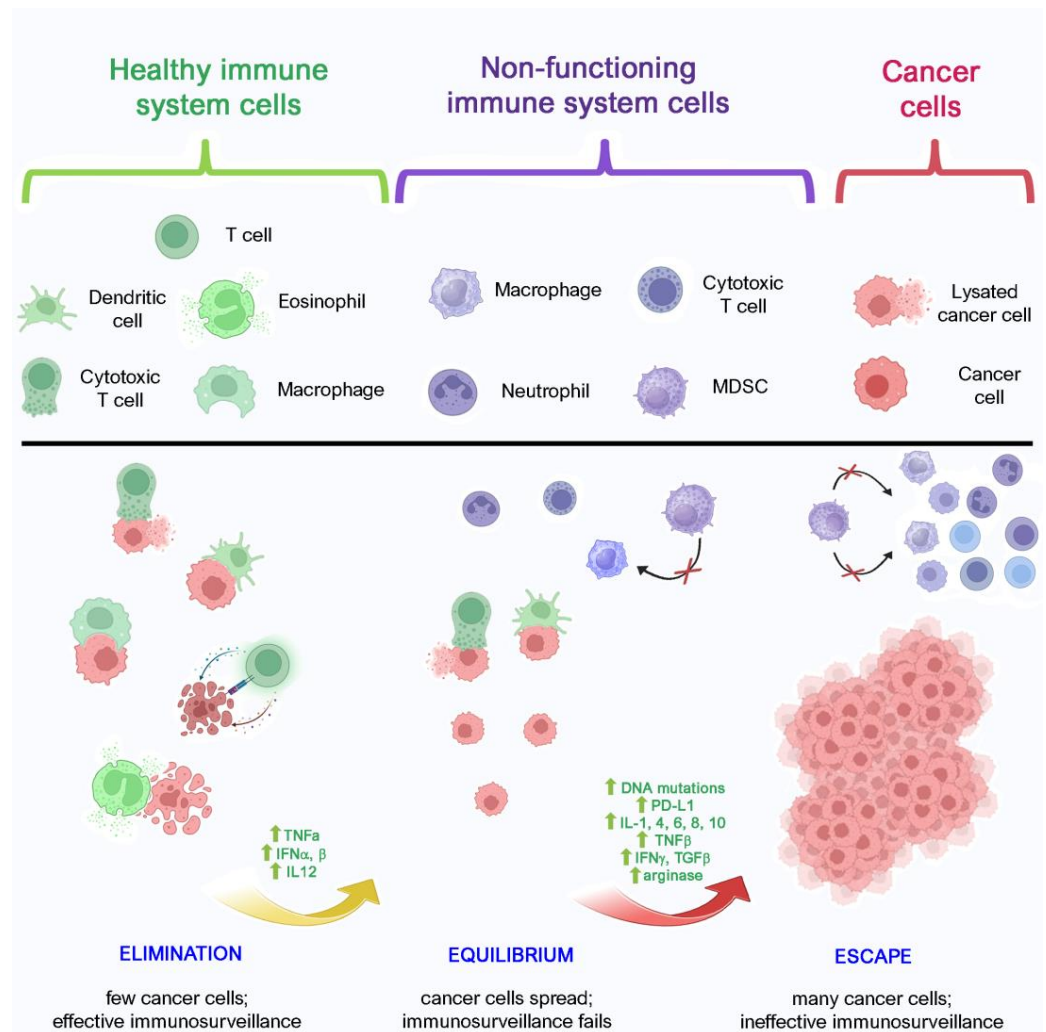 Healthy immune
system cells
Non-functioning
immune system cells
Cancer
cells
T cell
Dendritic
cell
Eosinophil
Cytotoxic
T cell
Macrophage
Macrophage
Cytotoxic
T cell
Neutrophil
MDSC
Lysated
cancer cell
Cancer
cell
TNFa
IFNα, β
IL12
DNA mutations
PD-L1
IL-1, 4, 6, 8, 10
TNFβ
IFNγ, TGFβ
arginase
ELIMINATION
few cancer cells;
effective immunosurveillance
EQUILIBRIUM
cancer cells spread;
immunosurveillance fails
ESCAPE
many cancer cells;
ineffective immunosurveillance